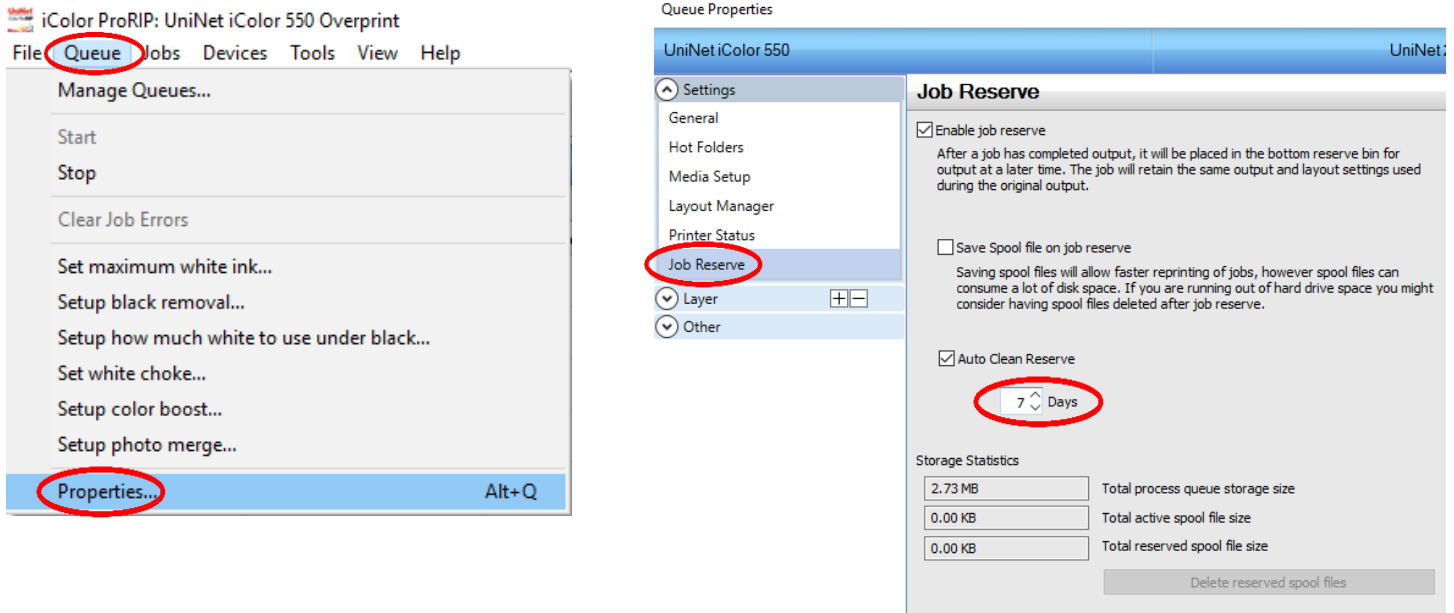 iColor ProRIP: UniNet iColor 550 Overprint
File Queue Jobs Devices Tools View Help
Manage Queues...
Start
Stop
Clear Job Errors
Set maximum white ink...
Setup black removal...
Setup how much white to use under black...
Set white choke...
Setup color boost...
Setup photo merge...
Properties... Alt+Q
Queue Properties
UniNet iColor 550 UniNet
Settings
General
Hot Folders
Media Setup
Layout Manager
Printer Status
Job Reserve
Layer
Other
Job Reserve
Enable job reserve
After a job has completed output, it will be placed in the bottom reserve bin for
output at a later time. The job will retain the same output and layout settings used
during the original output.
Save Spool file on job reserve
Saving spool files will allow faster reprinting of jobs, however spool files can
consume a lot of disk space. If you are running out of hard drive space you might
consider having spool files deleted after job reserve.
Auto Clean Reserve
7 Days
Storage Statistics
2.73 MB Total process queue storage size
0.00 KB Total active spool file size
0.00 KB Total reserved spool file size
Delete reserved spool files